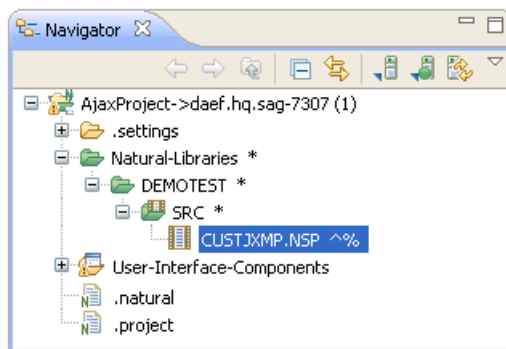 Navigator
AjaxProject->daef.hq.sag-7307 (1)
.settings
Natural-Libraries *
DEMOTEST *
SRC *
CUSTJXMP.NSP ^%
User-Interface-Components
.natural
.project